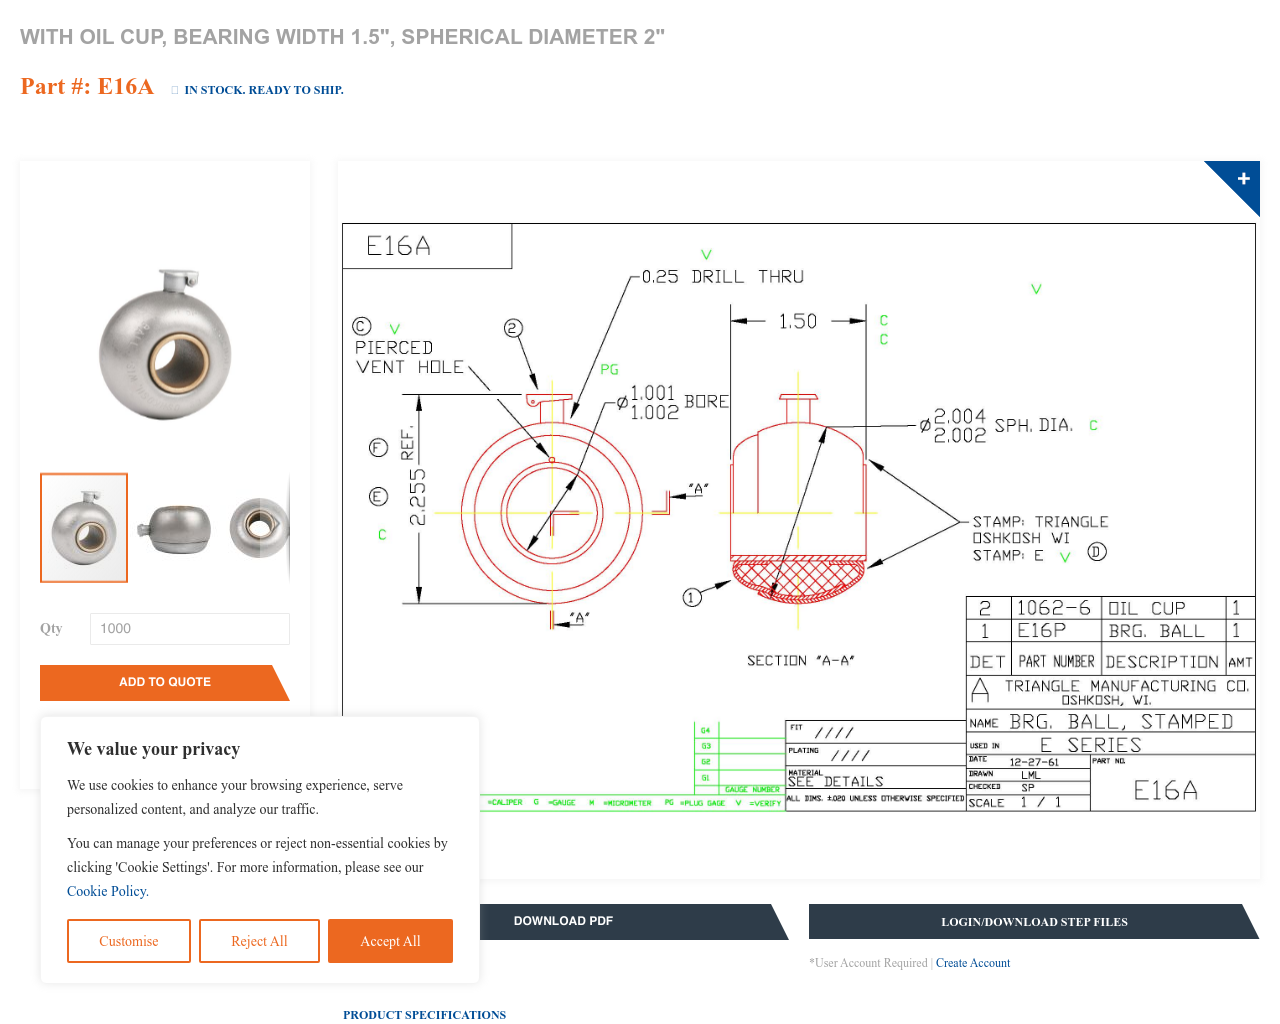 WITH OIL CUP, BEARING WIDTH 1.5", SPHERICAL DIAMETER 2"
Part #: E16A
IN STOCK. READY TO SHIP.
+
E16A
V
0.25 DRILL THRU
V
C V
PIERCED
VENT HOLE
2
1.50
C
C
PG
Ø 1.001
1.002 BORE
Ø 2.004
2.002 SPH. DIA. C
F
E
C
2.255 REF.
"A"
"A"
STAMP: TRIANGLE
OSHKOSH WI
STAMP: E V D
1
SECTION "A-A"
2 1062-6 OIL CUP 1
1 E16P BRG. BALL 1
DET PART NUMBER DESCRIPTION AMT
A TRIANGLE MANUFACTURING CO.
OSHKOSH, WI.
NAME BRG. BALL, STAMPED
USED IN E SERIES
DATE 12-27-61 PART NO.
DRAWN LML
CHECKED SP
E16A
SCALE 1 / 1
G4
G3
G2
G1
GAUGE NUMBER
FIT ////
PLATING ////
MATERIAL
SEE DETAILS
ALL DIMS. ±.020 UNLESS OTHERWISE SPECIFIED
=CALIPER G =GAUGE M =MICROMETER PG =PLUG GAGE V =VERIFY
Qty 1000
ADD TO QUOTE
We value your privacy
We use cookies to enhance your browsing experience, serve
personalized content, and analyze our traffic.
You can manage your preferences or reject non-essential cookies by
clicking 'Cookie Settings'. For more information, please see our
Cookie Policy.
Customise Reject All Accept All
DOWNLOAD PDF
LOGIN/DOWNLOAD STEP FILES
*User Account Required | Create Account
PRODUCT SPECIFICATIONS